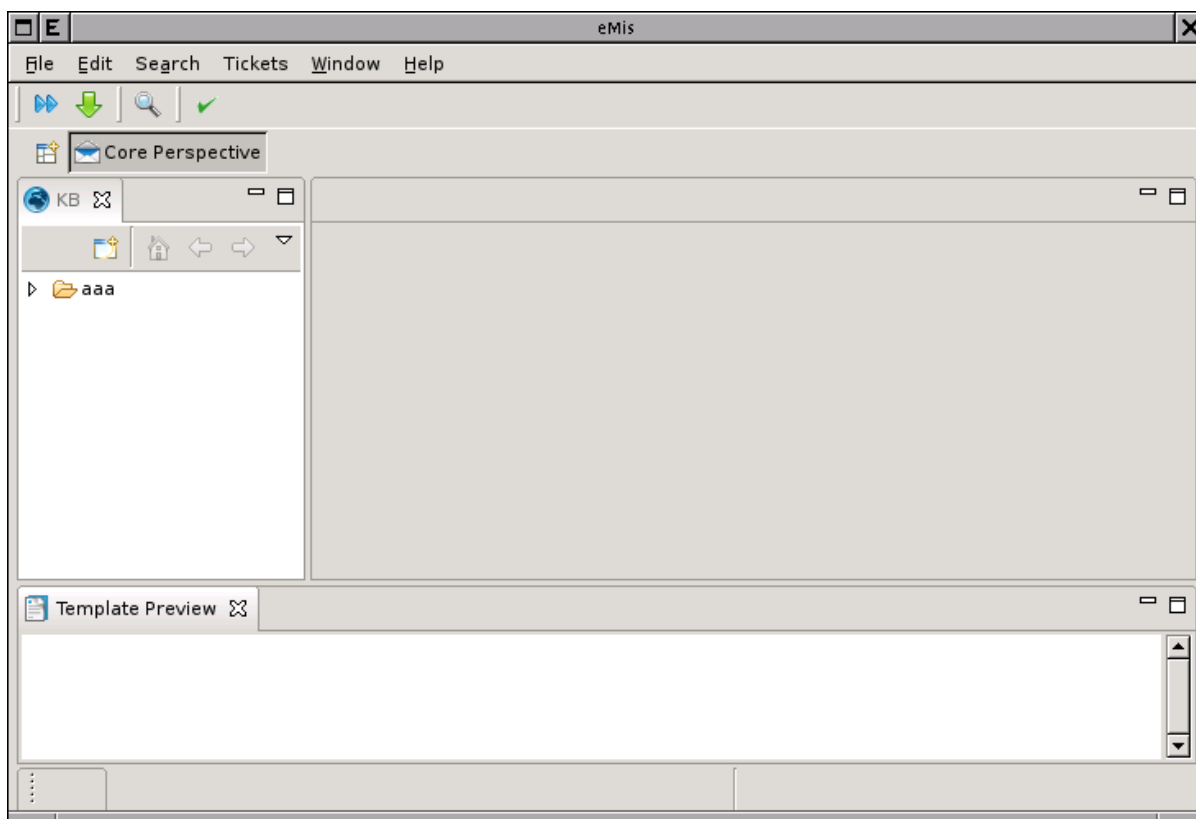 E eMis
File Edit Search Tickets Window Help
Core Perspective
KB
aaa
Template Preview